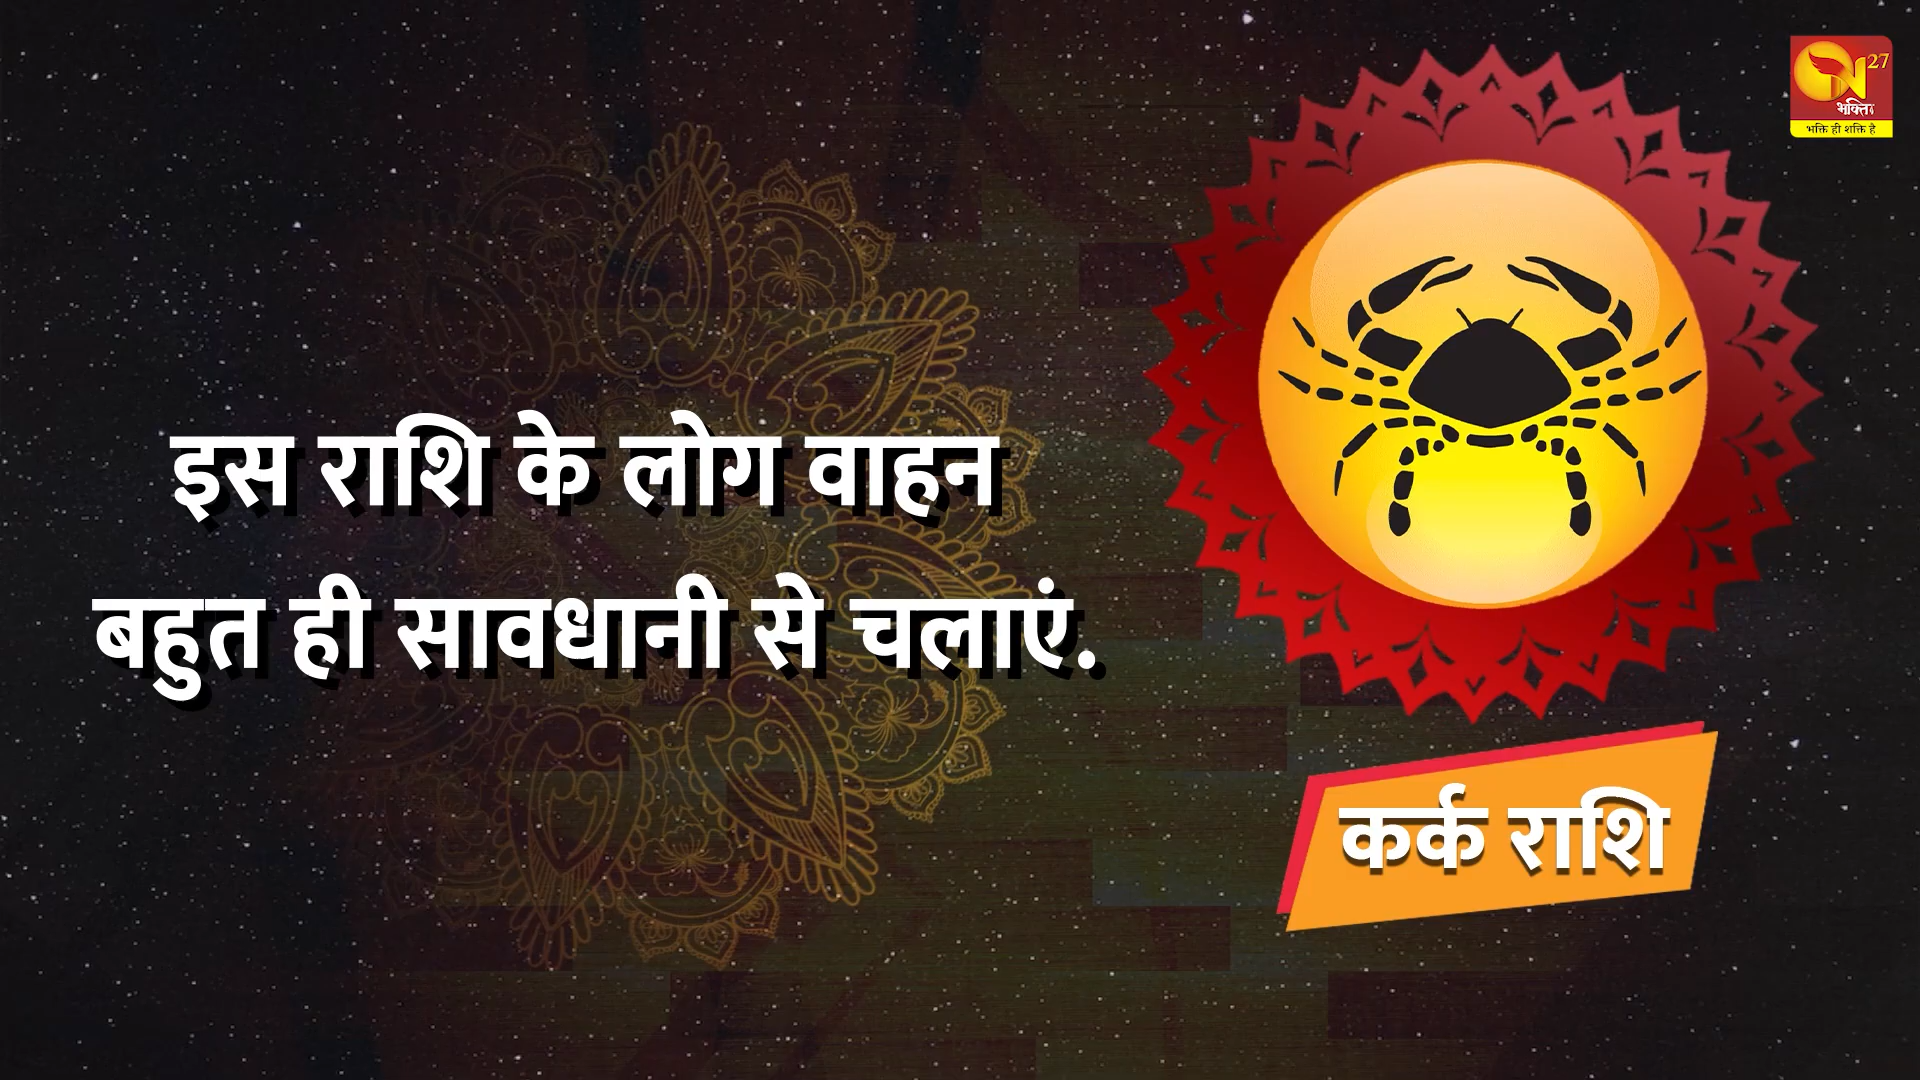 27
भक्ति
भक्ति ही शक्ति है
इस राशि के लोग वाहन
बहुत ही सावधानी से चलाएं.
कर्क राशि